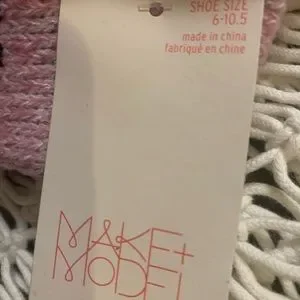 SHOE SIZE
6-10.5
made in china
fabriqué en chine
MAKE+
MODEL